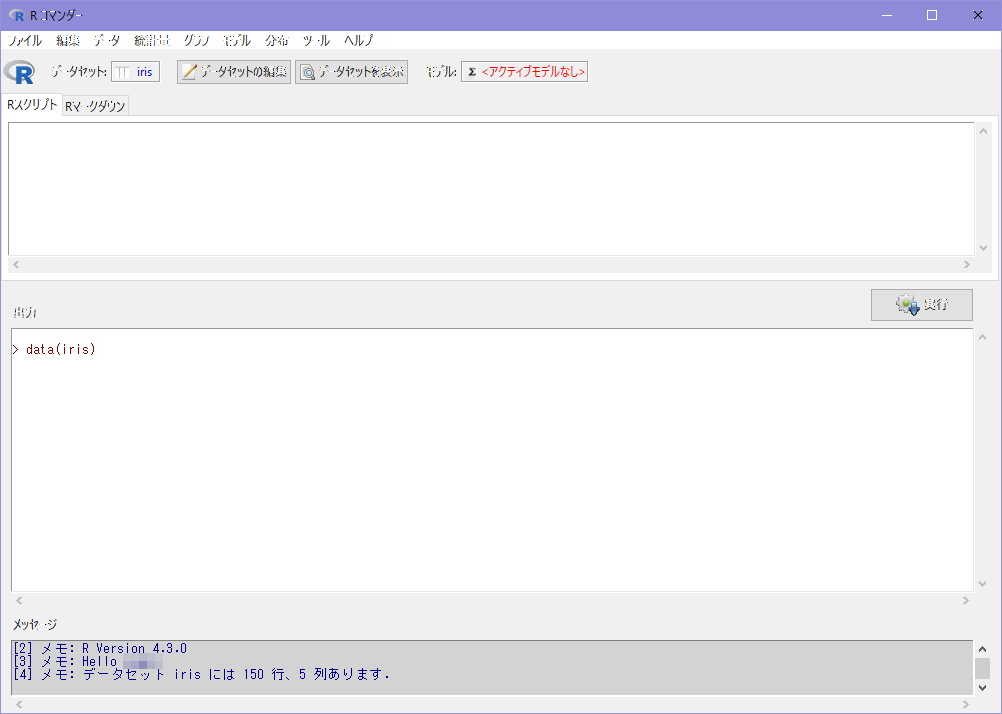 R コマンダー
ファイル 編集 データ 統計量 グラフ モデル 分布 ツール ヘルプ
R データセット: iris データセットの編集 データセットを表示 モデル: Σ <アクティブモデルなし>
Rスクリプト Rマークダウン
実行
出力
> data(iris)
メッセージ
[2] メモ: R Version 4.3.0
[3] メモ: Hello
[4] メモ: データセット iris には 150 行、5 列あります.